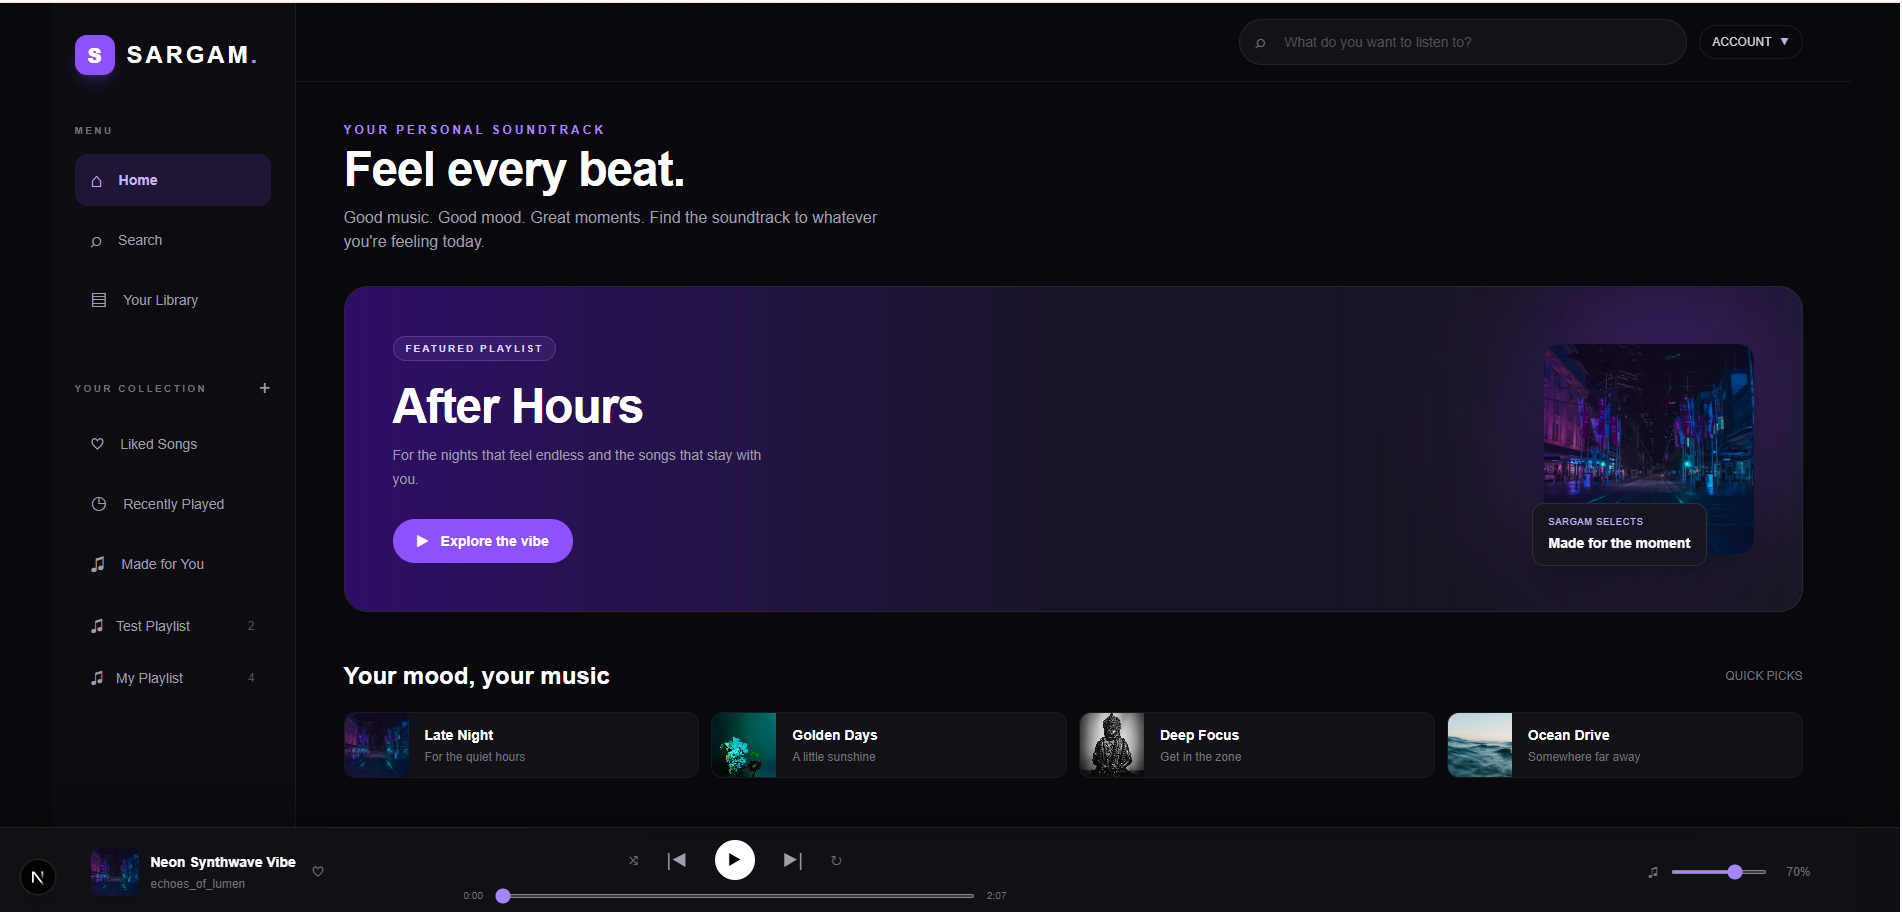 S SARGAM.
What do you want to listen to?
ACCOUNT
MENU
Home
Search
Your Library
YOUR COLLECTION +
Liked Songs
Recently Played
Made for You
Test Playlist 2
My Playlist 4
YOUR PERSONAL SOUNDTRACK
Feel every beat.
Good music. Good mood. Great moments. Find the soundtrack to whatever
you're feeling today.
FEATURED PLAYLIST
After Hours
For the nights that feel endless and the songs that stay with
you.
Explore the vibe
SARGAM SELECTS
Made for the moment
Your mood, your music
QUICK PICKS
Late Night
For the quiet hours
Golden Days
A little sunshine
Deep Focus
Get in the zone
Ocean Drive
Somewhere far away
N
Neon Synthwave Vibe
echoes_of_lumen
0:00
2:07
70%